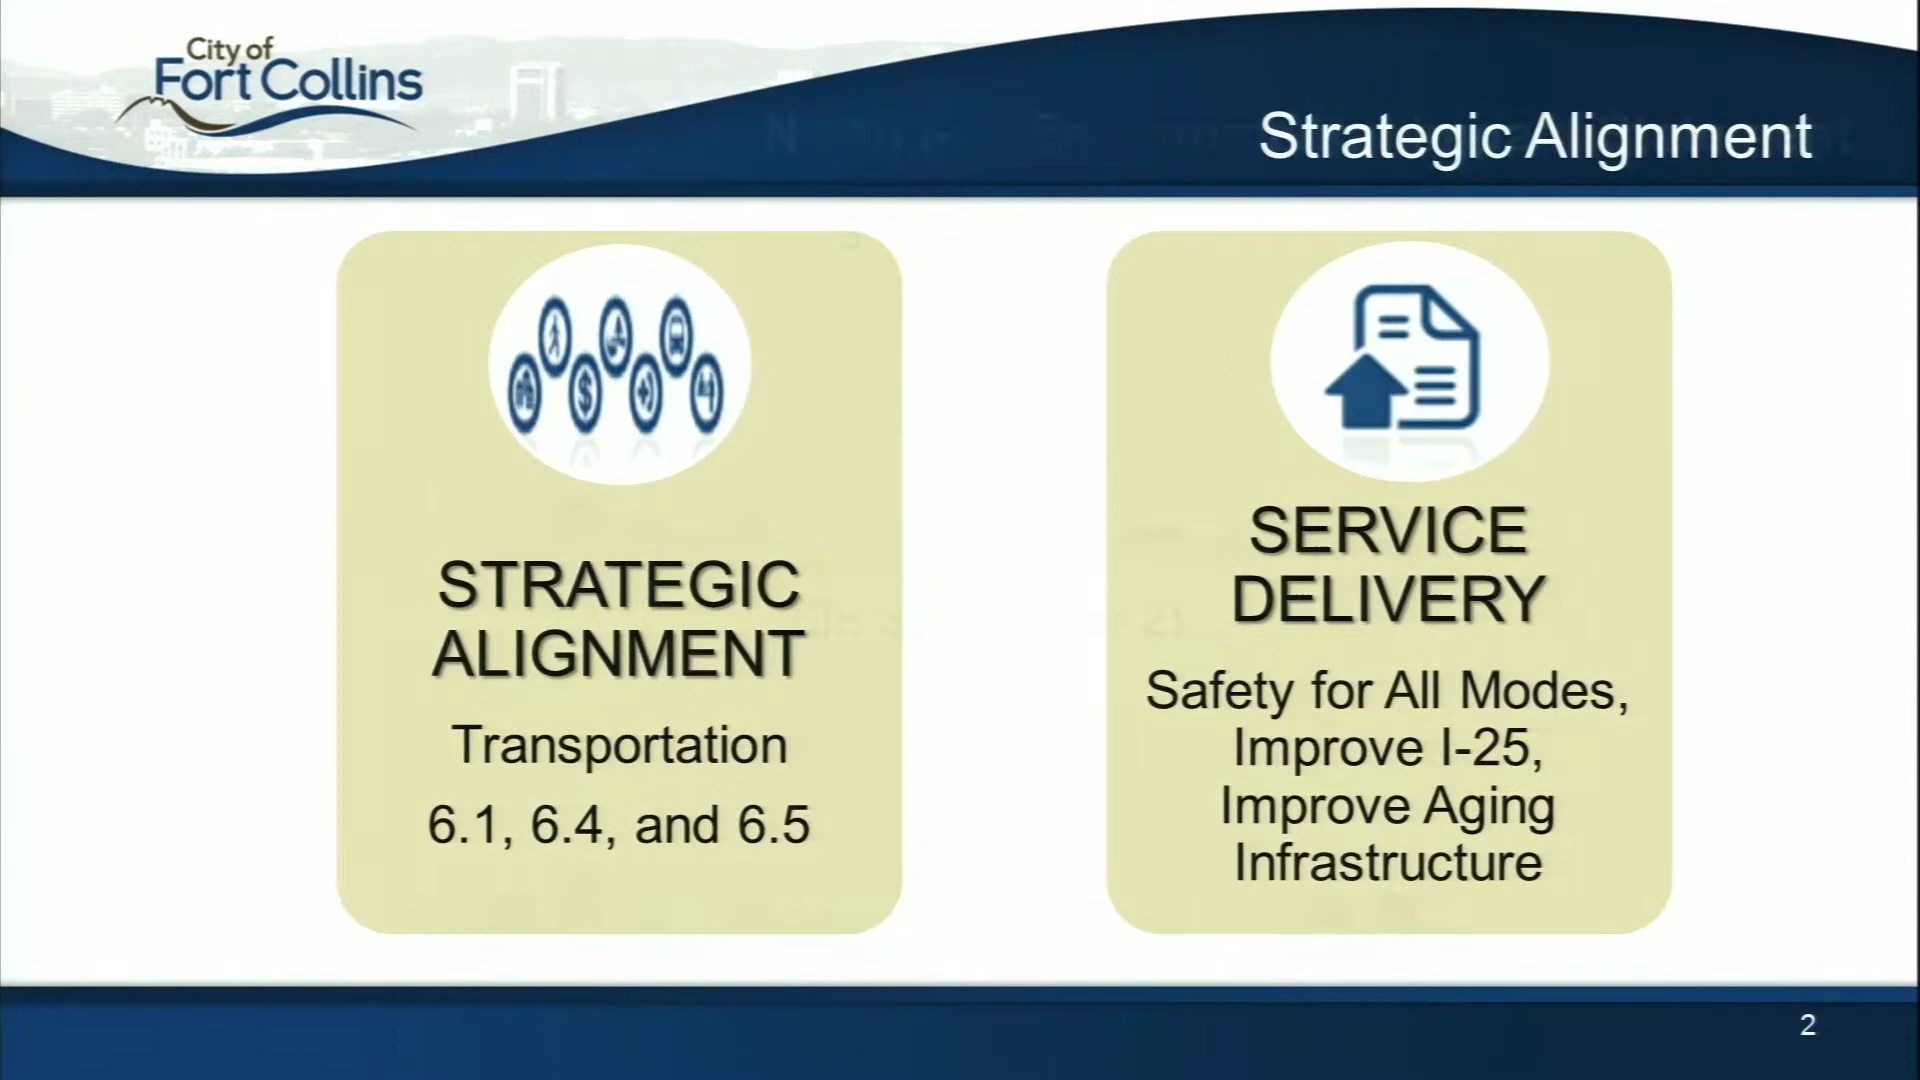 City of
Fort Collins
Strategic Alignment
STRATEGIC
ALIGNMENT
Transportation
6.1, 6.4, and 6.5
SERVICE
DELIVERY
Safety for All Modes,
Improve I-25,
Improve Aging
Infrastructure
2